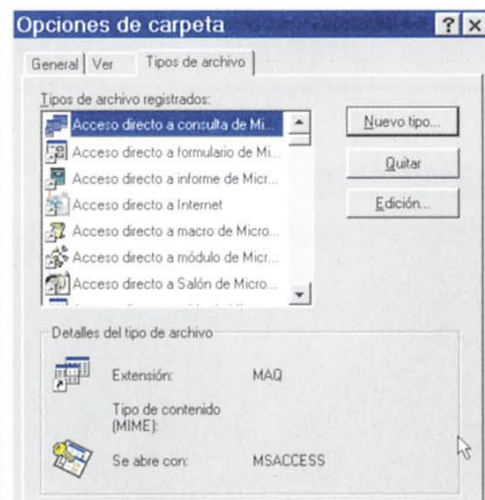 Opciones de carpeta
General Ver Tipos de archivo
Tipos de archivo registrados:
Acceso directo a consulta de Mi...
Acceso directo a formulario de Mi...
Acceso directo a informe de Micr...
Acceso directo a Internet
Acceso directo a macro de Micro...
Acceso directo a módulo de Micr...
Acceso directo a Salón de Micro...
Nuevo tipo...
Quitar
Edición...
Detalles del tipo de archivo
Extensión: MAQ
Tipo de contenido
(MIME):
Se abre con: MSACCESS